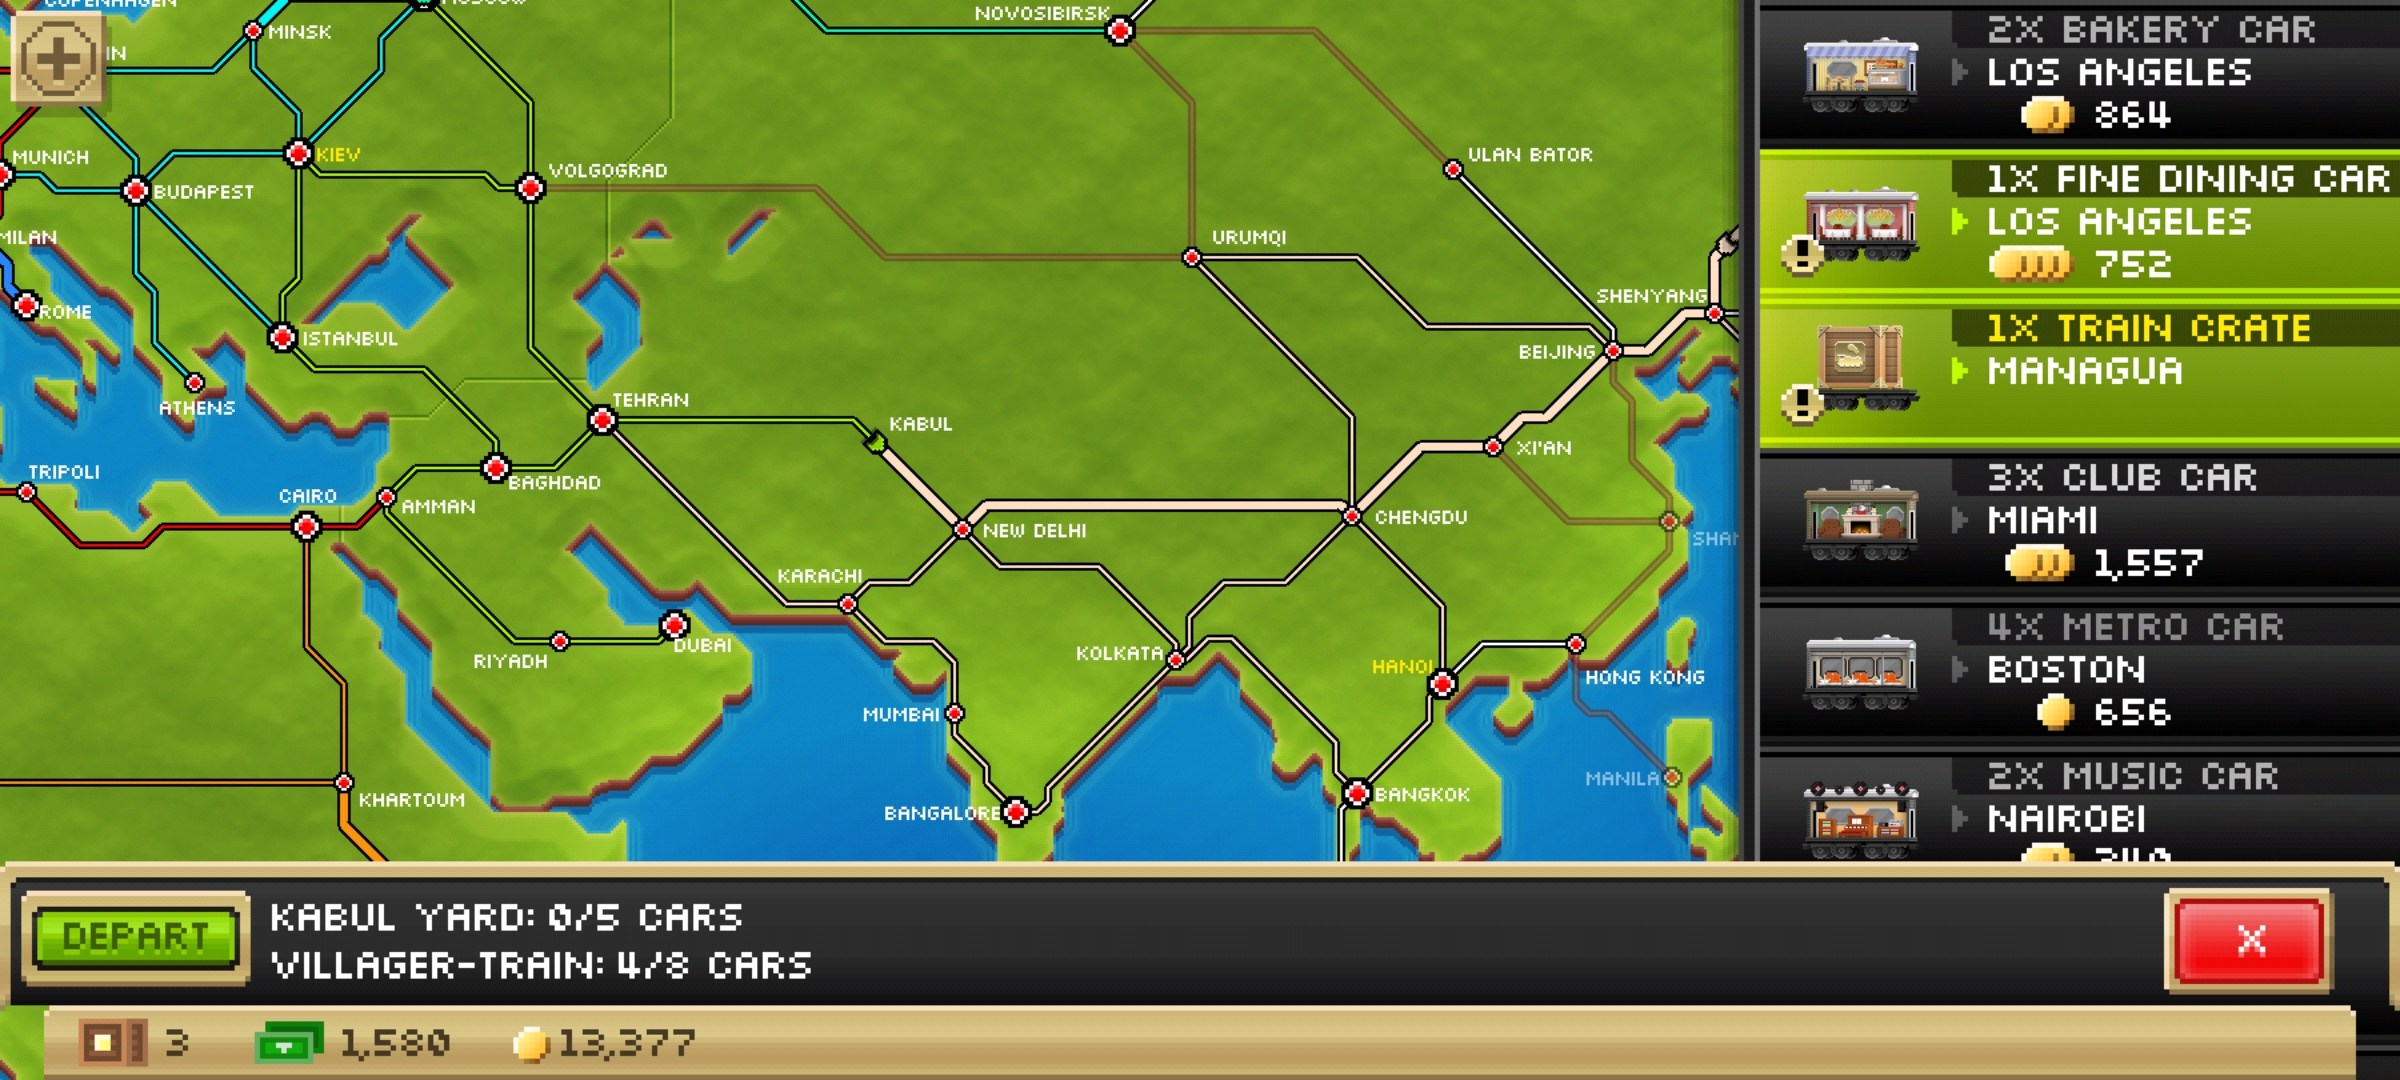 NOVOSIBIRSK
MINSK
KIEV
MUNICH
BUDAPEST
VOLGOGRAD
ULAN BATOR
MILAN
URUMQI
ROME
ISTANBUL
SHENYANG
BEIJING
ATHENS
TEHRAN
KABUL
XI'AN
TRIPOLI
CAIRO
BAGHDAD
AMMAN
NEW DELHI
CHENGDU
KARACHI
RIYADH
DUBAI
KOLKATA
HANOI
HONG KONG
MUMBAI
MANILA
KHARTOUM
BANGALORE
BANGKOK
2X BAKERY CAR
LOS ANGELES
864
1X FINE DINING CAR
LOS ANGELES
752
1X TRAIN CRATE
MANAGUA
3X CLUB CAR
MIAMI
1,557
4X METRO CAR
BOSTON
656
2X MUSIC CAR
NAIROBI
DEPART
KABUL YARD: 0/5 CARS
VILLAGER-TRAIN: 4/8 CARS
X
3
1,580
13,377